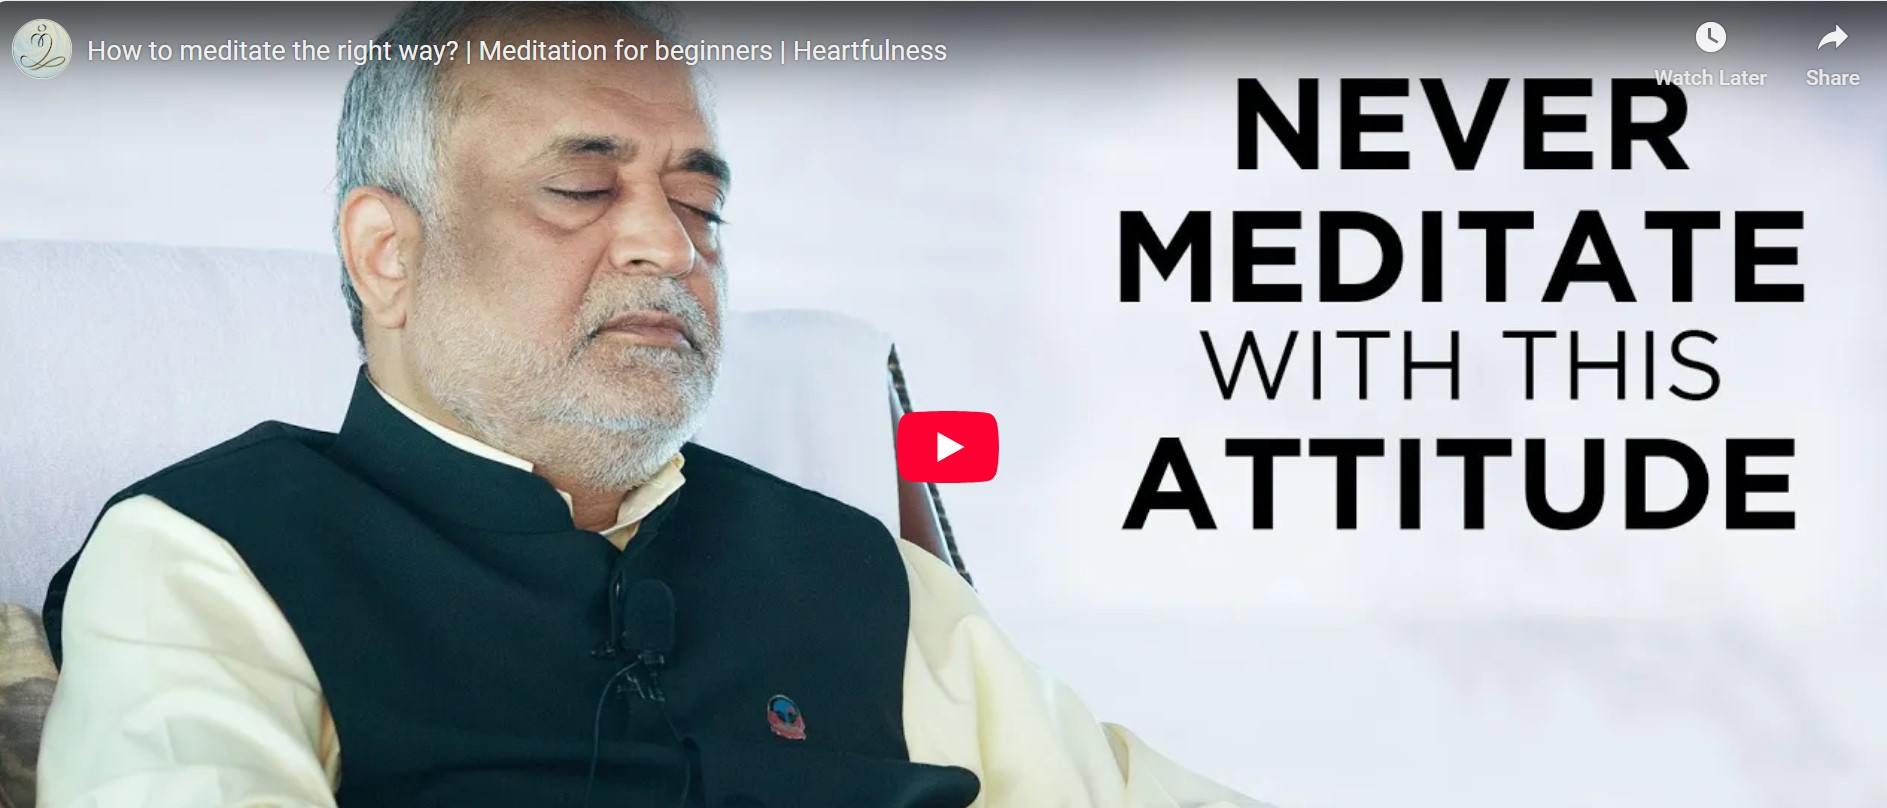 How to meditate the right way? | Meditation for beginners | Heartfulness
Watch Later
Share
NEVER
MEDITATE
WITH THIS
ATTITUDE